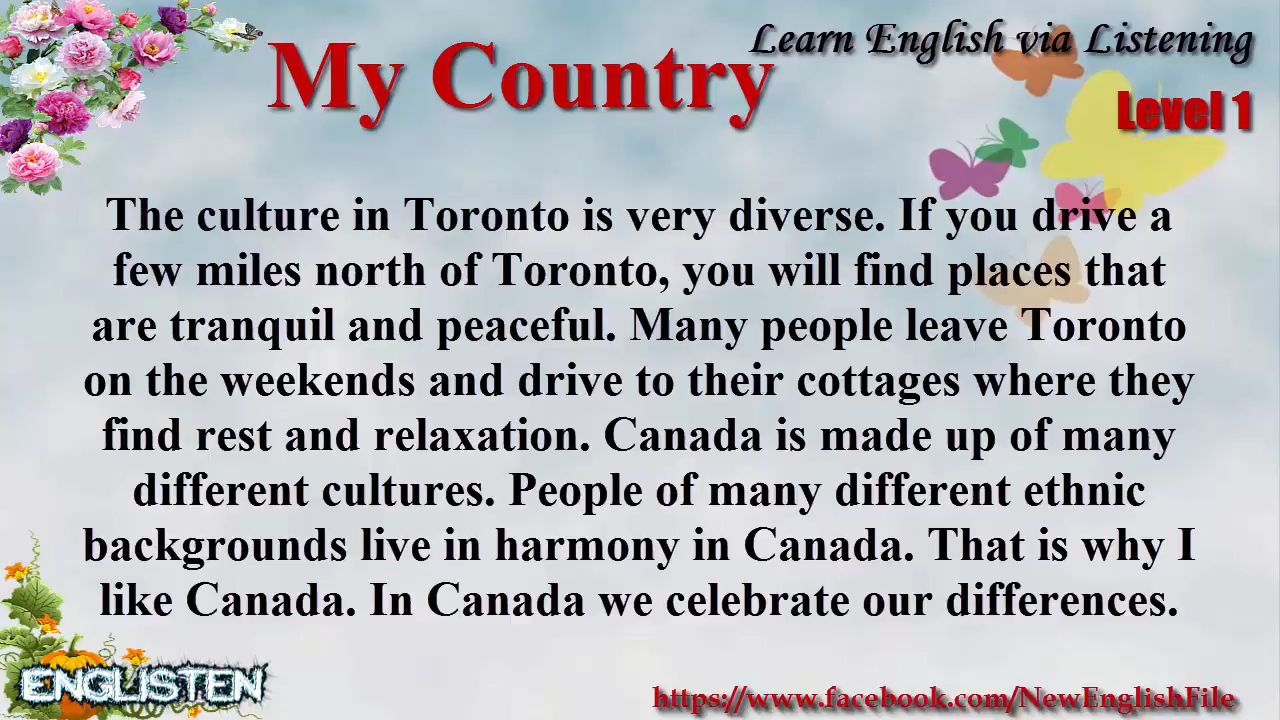 Learn English via Listening
My Country
Level 1
The culture in Toronto is very diverse. If you drive a
few miles north of Toronto, you will find places that
are tranquil and peaceful. Many people leave Toronto
on the weekends and drive to their cottages where they
find rest and relaxation. Canada is made up of many
different cultures. People of many different ethnic
backgrounds live in harmony in Canada. That is why I
like Canada. In Canada we celebrate our differences.
ENGLISTEN
https://www.facebook.com/NewEnglishFile